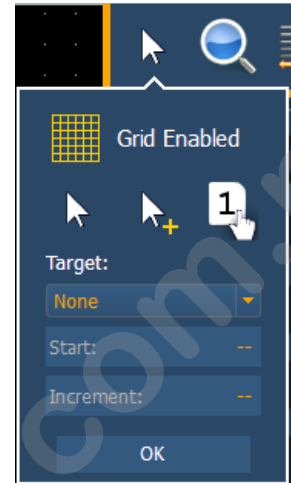 Grid Enabled
1
Target:
None
Start: --
Increment: --
OK